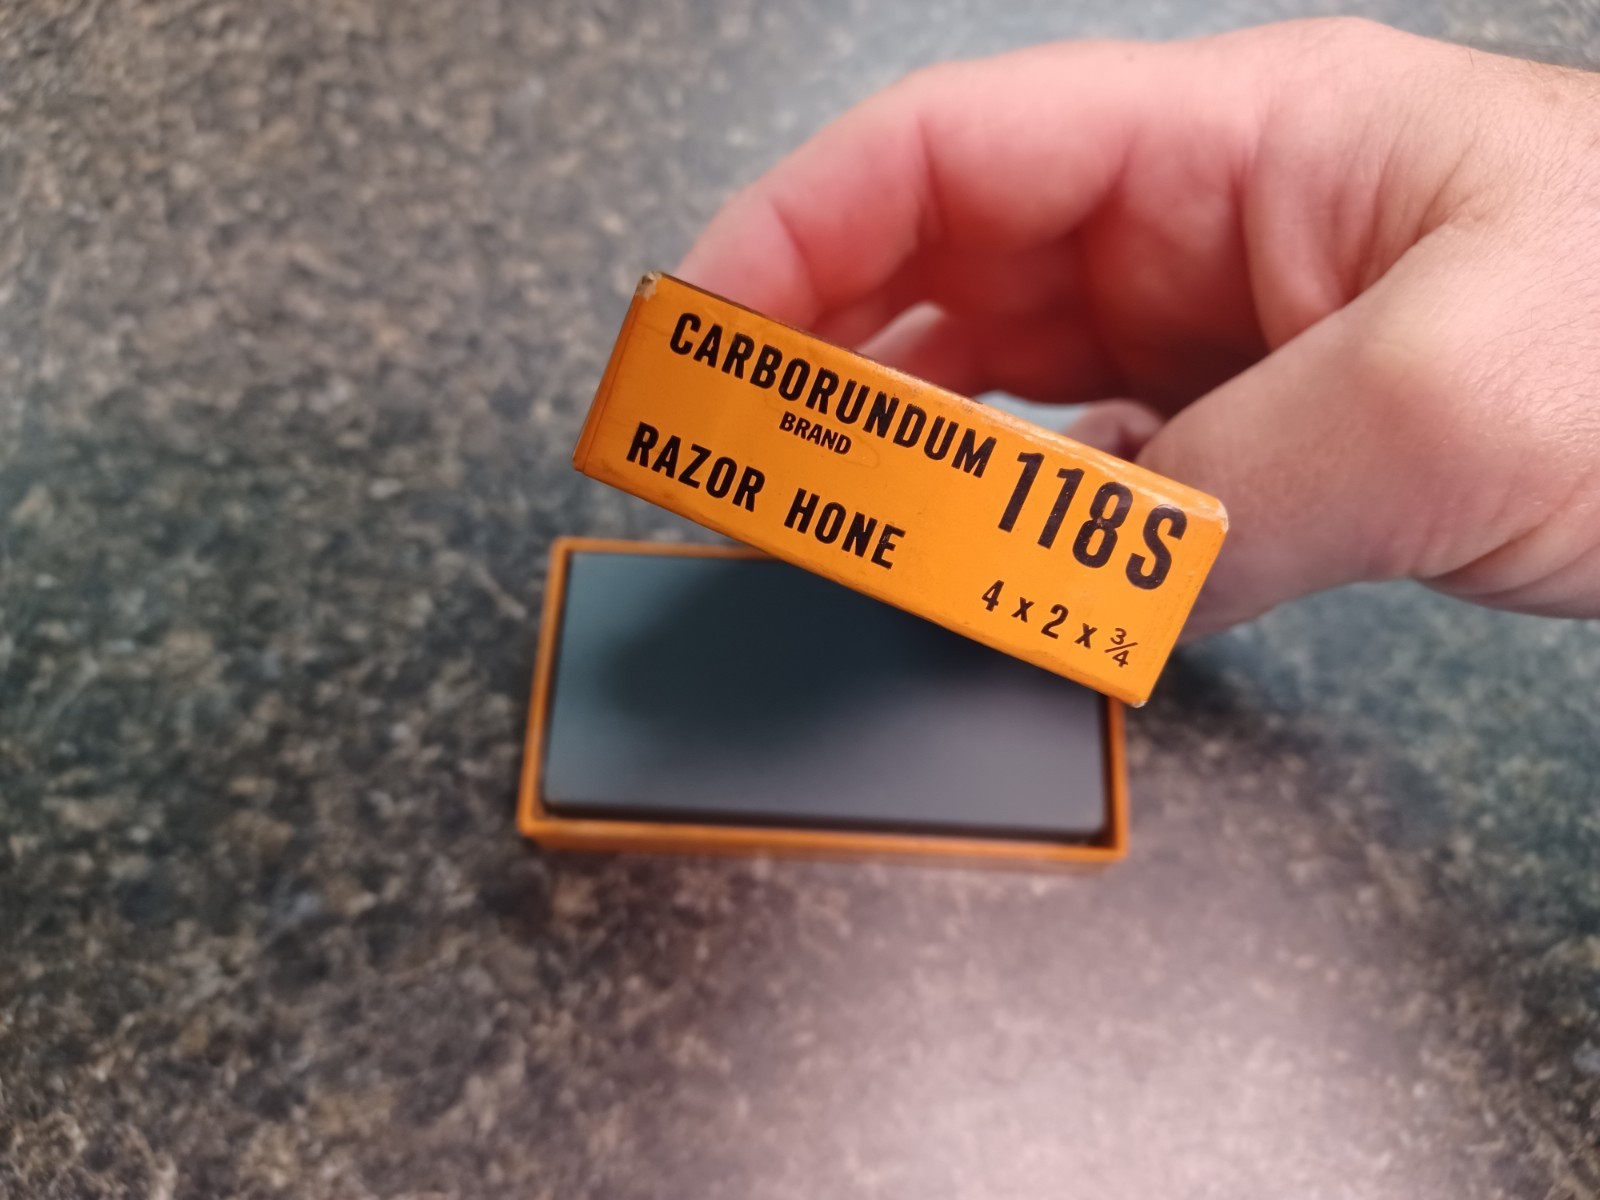 CARBORUNDUM
BRAND
RAZOR HONE
118S
4 x 2 x ¾